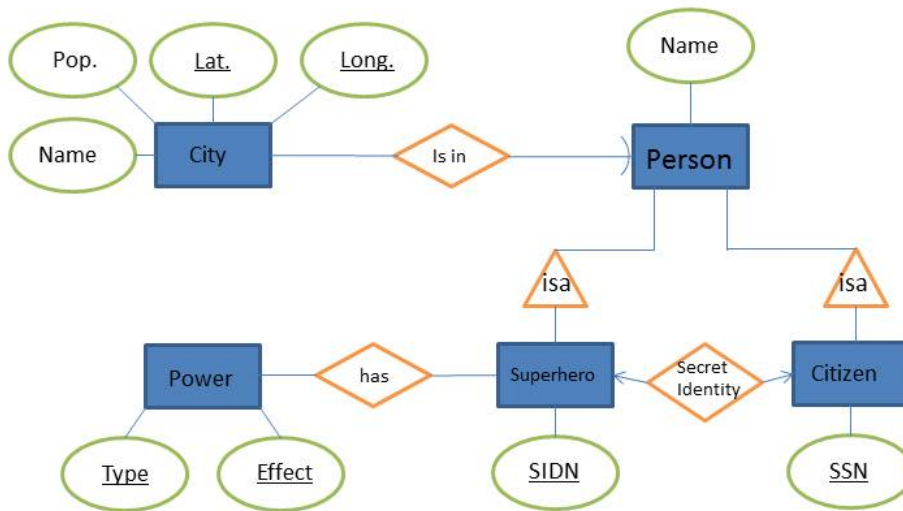 Name
Pop.
Lat.
Long.
Name
City
Is in
Person
isa
isa
Power
has
Superhero
Secret
Identity
Citizen
Type
Effect
SIDN
SSN